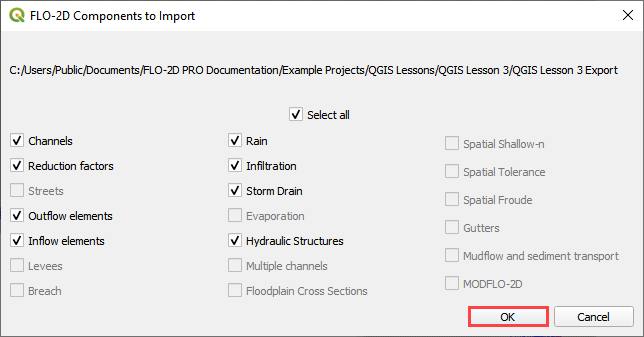 FLO-2D Components to Import
C:/Users/Public/Documents/FLO-2D PRO Documentation/Example Projects/QGIS Lessons/QGIS Lesson 3/QGIS Lesson 3 Export
Select all
Channels
Reduction factors
Streets
Outflow elements
Inflow elements
Levees
Breach
Rain
Infiltration
Storm Drain
Evaporation
Hydraulic Structures
Multiple channels
Floodplain Cross Sections
Spatial Shallow-n
Spatial Tolerance
Spatial Froude
Gutters
Mudflow and sediment transport
MODFLO-2D
OK
Cancel